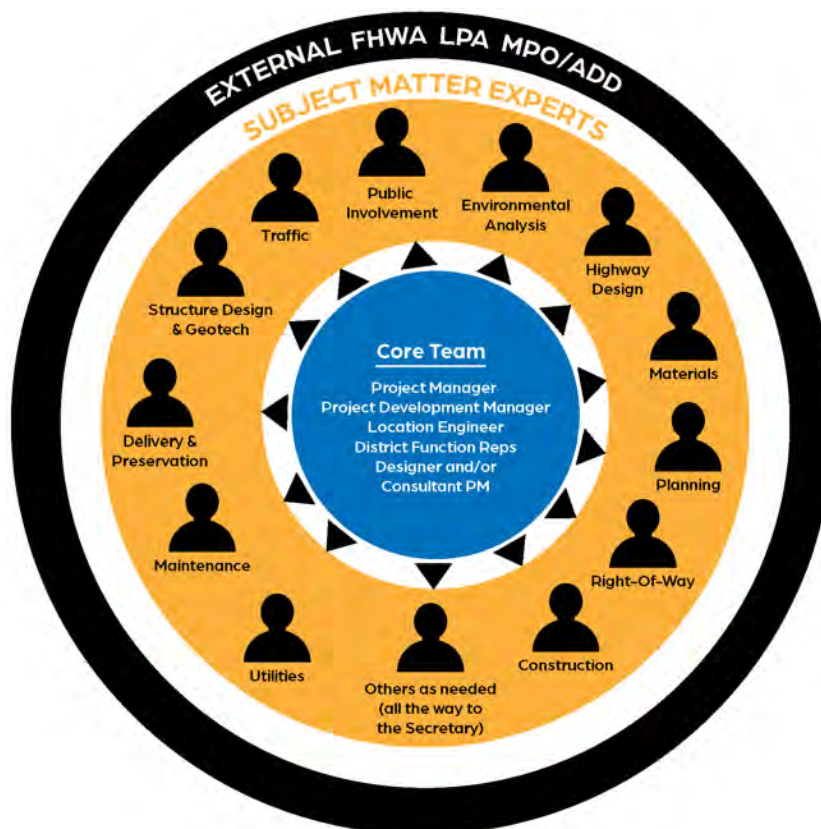 EXTERNAL FHWA LPA MPO/ADD
SUBJECT MATTER EXPERTS
Public
Involvement
Environmental
Analysis
Highway
Design
Materials
Planning
Right-Of-Way
Construction
Others as needed
(all the way to
the Secretary)
Utilities
Maintenance
Delivery &
Preservation
Structure Design
& Geotech
Traffic
Core Team
Project Manager
Project Development Manager
Location Engineer
District Function Reps
Designer and/or
Consultant PM